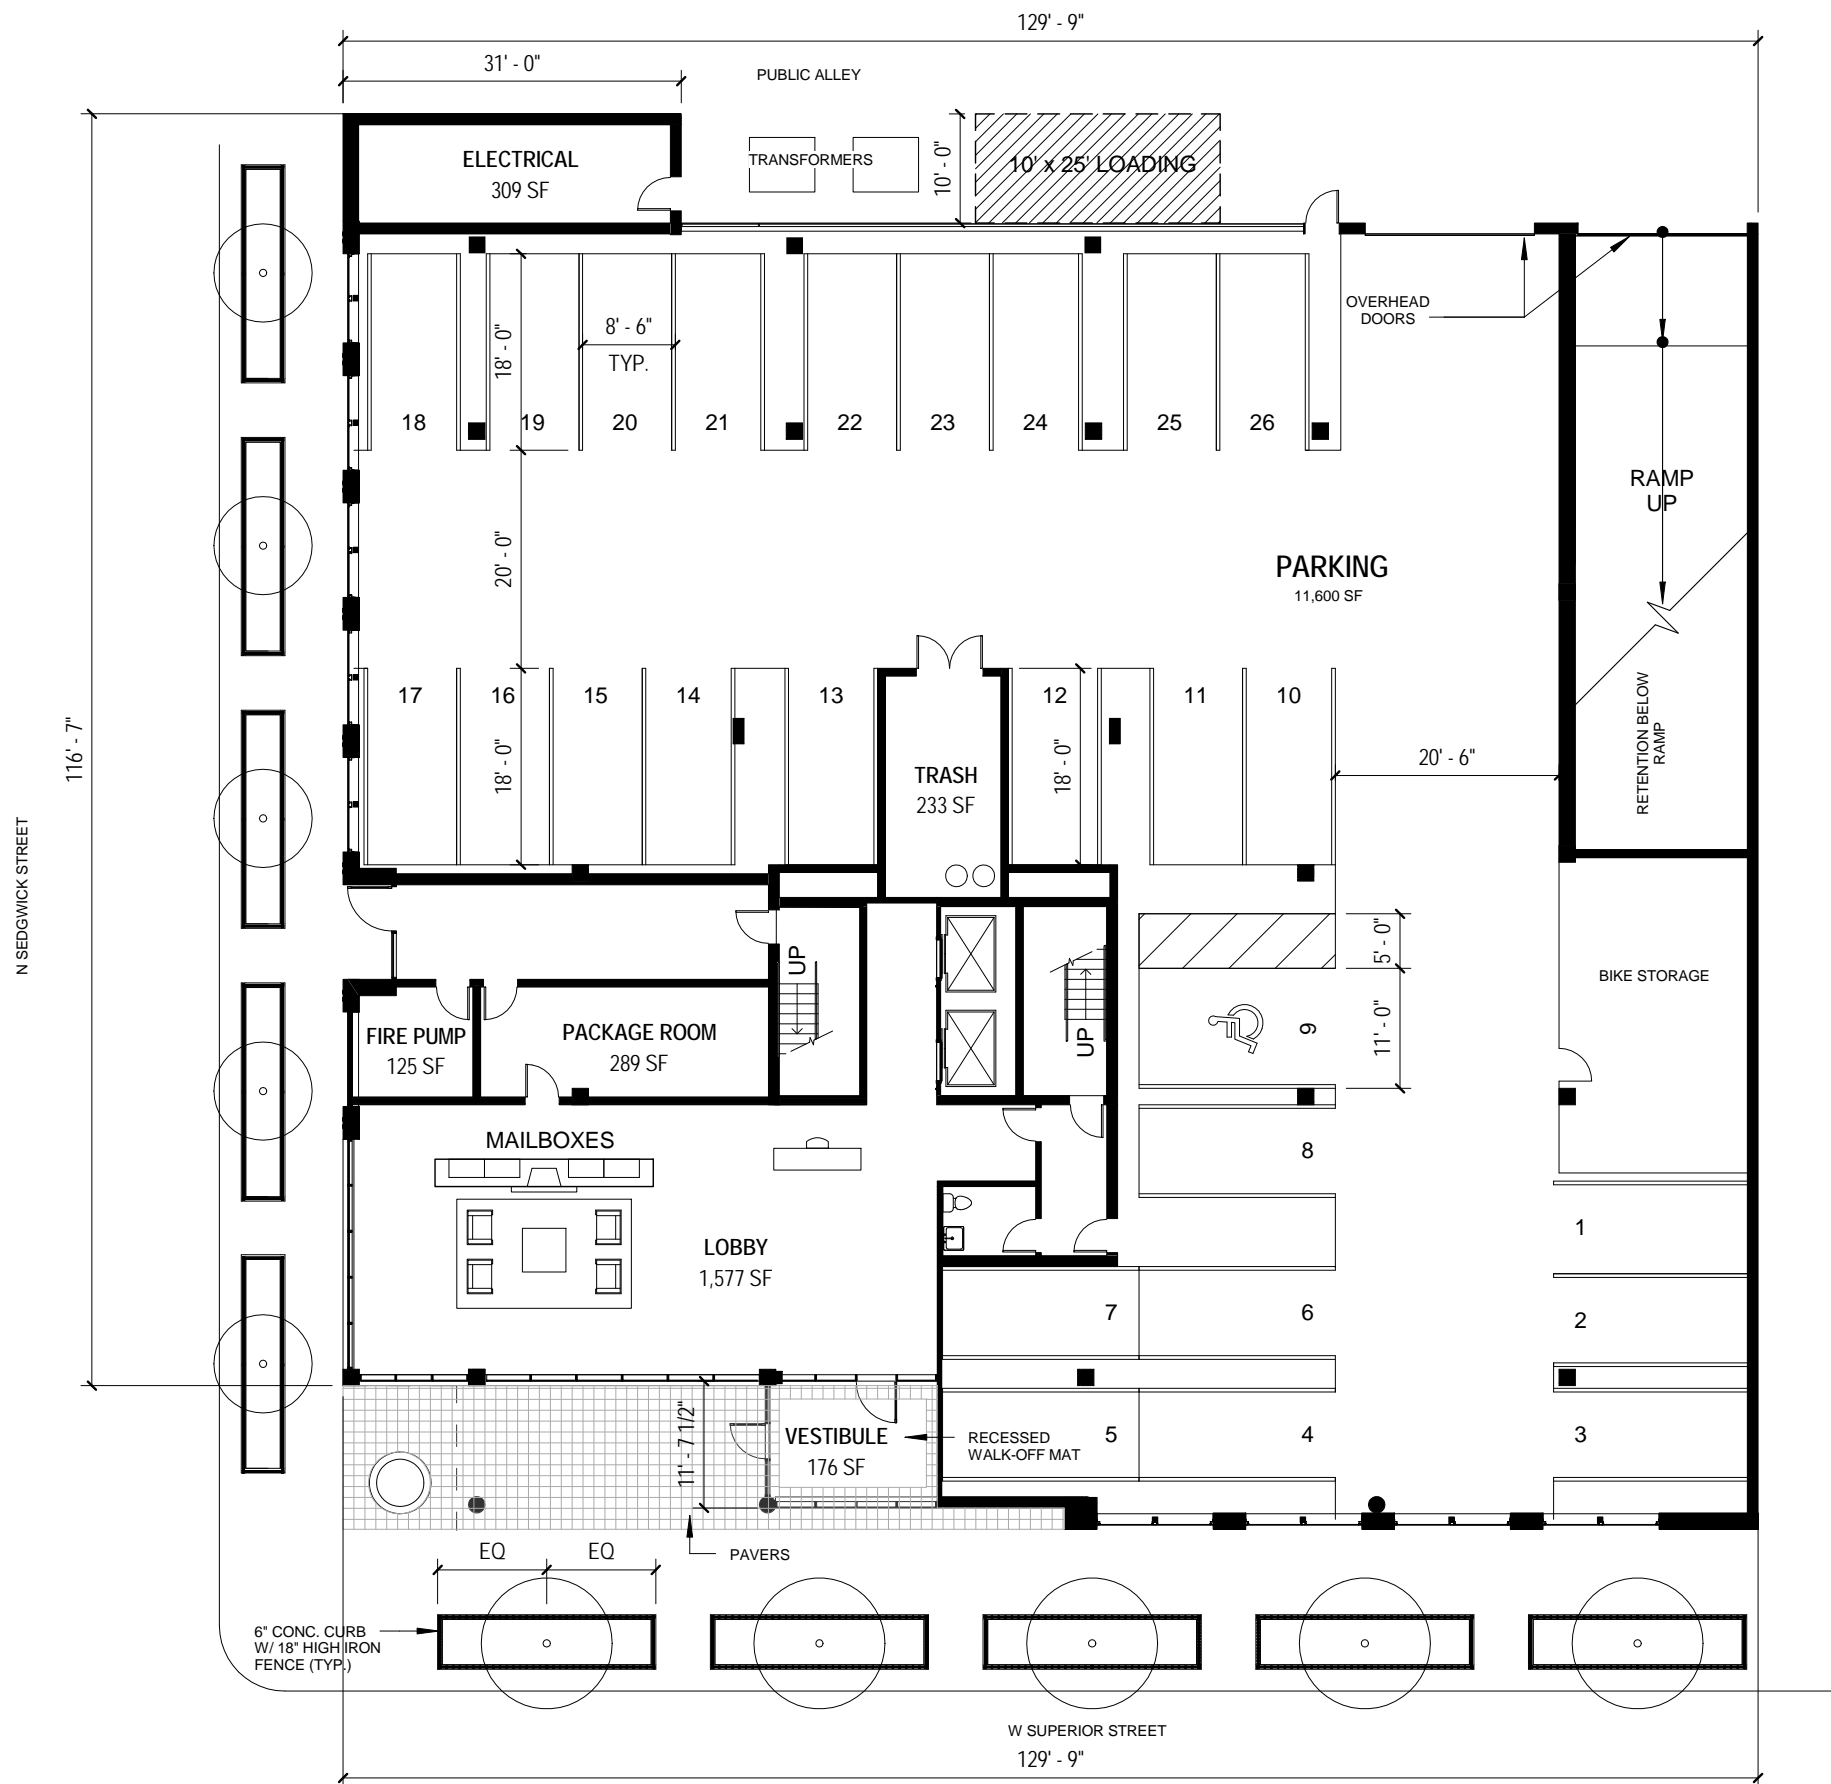 129' - 9"
31' - 0"
PUBLIC ALLEY
ELECTRICAL
309 SF
TRANSFORMERS
10' - 0"
10' x 25' LOADING
OVERHEAD
DOORS
8' - 6"
TYP.
18' - 0"
18
19
20
21
22
23
24
25
26
RAMP
UP
20' - 0"
PARKING
11,600 SF
17
16
15
14
13
12
11
10
18' - 0"
18' - 0"
TRASH
233 SF
20' - 6"
RETENTION BELOW
RAMP
116' - 7"
N SEDGWICK STREET
UP
UP
5' - 0"
BIKE STORAGE
FIRE PUMP
125 SF
PACKAGE ROOM
289 SF
9
11' - 0"
MAILBOXES
8
LOBBY
1,577 SF
1
7
6
2
11' - 7 1/2"
VESTIBULE
176 SF
RECESSED
WALK-OFF MAT
5
4
3
PAVERS
EQ
EQ
6" CONC. CURB
W/ 18" HIGH IRON
FENCE (TYP.)
W SUPERIOR STREET
129' - 9"